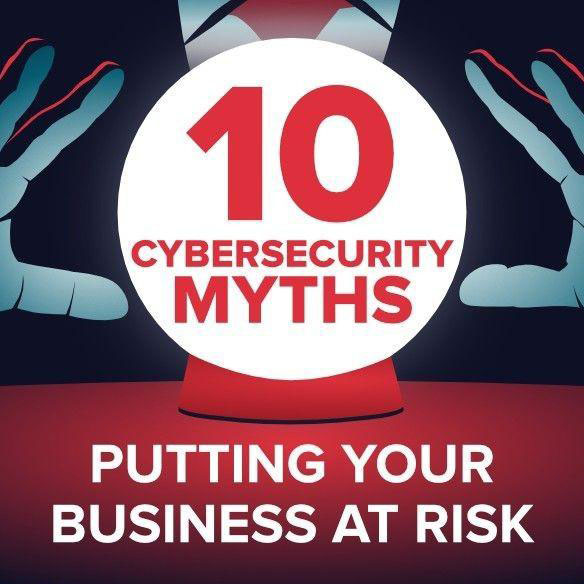 10
CYBERSECURITY
MYTHS
PUTTING YOUR
BUSINESS AT RISK